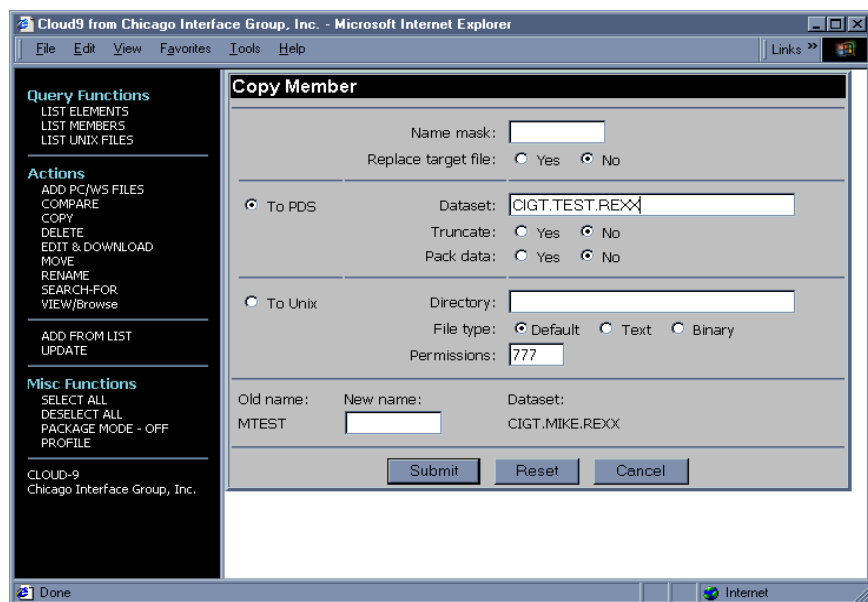 Cloud9 from Chicago Interface Group, Inc. - Microsoft Internet Explorer
File Edit View Favorites Tools Help Links »
Query Functions
LIST ELEMENTS
LIST MEMBERS
LIST UNIX FILES
Actions
ADD PC/WS FILES
COMPARE
COPY
DELETE
EDIT & DOWNLOAD
MOVE
RENAME
SEARCH-FOR
VIEW/Browse
ADD FROM LIST
UPDATE
Misc Functions
SELECT ALL
DESELECT ALL
PACKAGE MODE - OFF
PROFILE
CLOUD-9
Chicago Interface Group, Inc.
Copy Member
Name mask:
Replace target file: Yes No
To PDS Dataset: CIGT.TEST.REXX
Truncate: Yes No
Pack data: Yes No
To Unix Directory:
File type: Default Text Binary
Permissions: 777
Old name: New name: Dataset:
MTEST CIGT.MIKE.REXX
Submit Reset Cancel
Done Internet